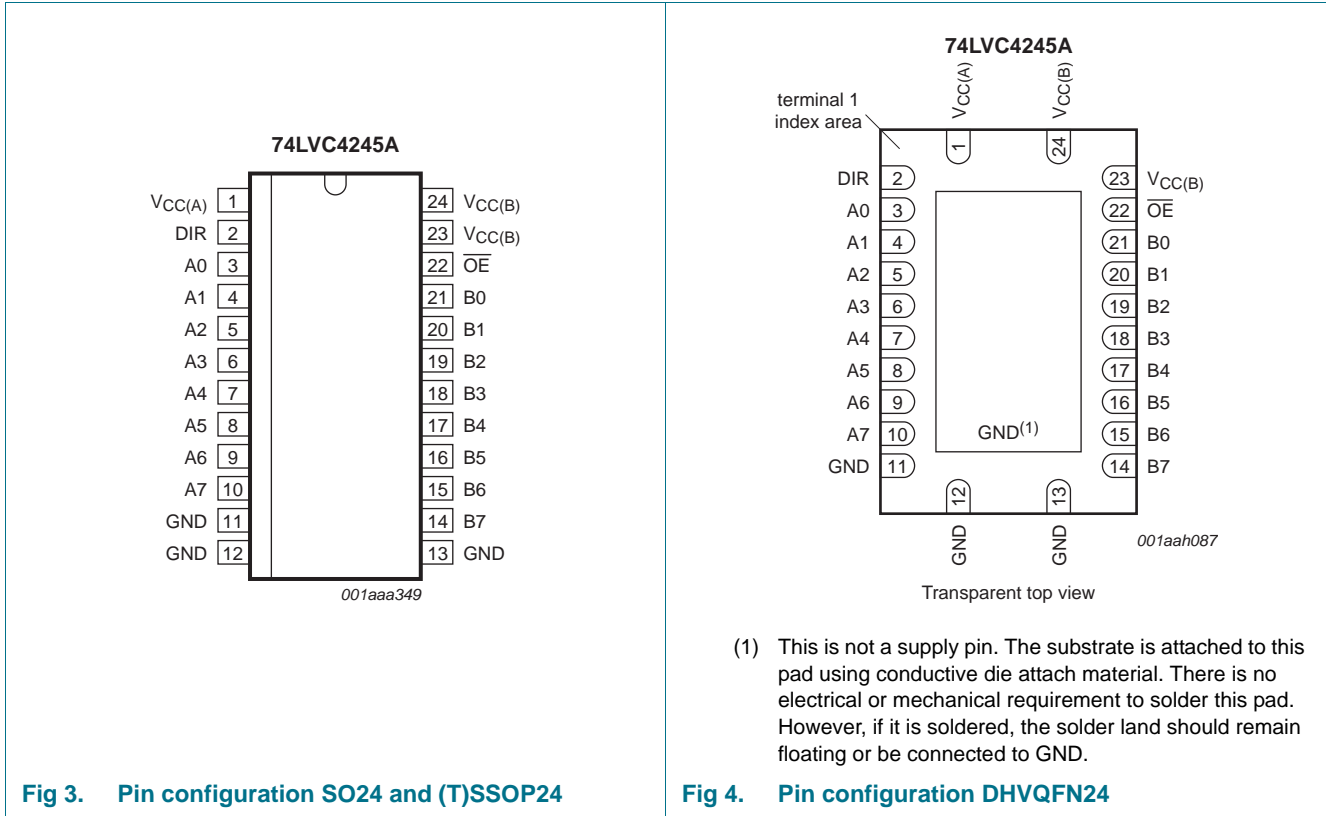 74LVC4245A
VCC(A) 1 24 VCC(B)
DIR 2 23 VCC(B)
A0 3 22 OE
A1 4 21 B0
A2 5 20 B1
A3 6 19 B2
A4 7 18 B3
A5 8 17 B4
A6 9 16 B5
A7 10 15 B6
GND 11 14 B7
GND 12 13 GND
001aaa349
Fig 3. Pin configuration SO24 and (T)SSOP24
74LVC4245A
VCC(A) VCC(B)
terminal 1
index area
1 24
DIR 2 23 VCC(B)
A0 3 22 OE
A1 4 21 B0
A2 5 20 B1
A3 6 19 B2
A4 7 18 B3
A5 8 17 B4
A6 9 16 B5
A7 10 GND(1) 15 B6
GND 11 14 B7
12 13
GND GND
001aah087
Transparent top view
(1) This is not a supply pin. The substrate is attached to this
pad using conductive die attach material. There is no
electrical or mechanical requirement to solder this pad.
However, if it is soldered, the solder land should remain
floating or be connected to GND.
Fig 4. Pin configuration DHVQFN24